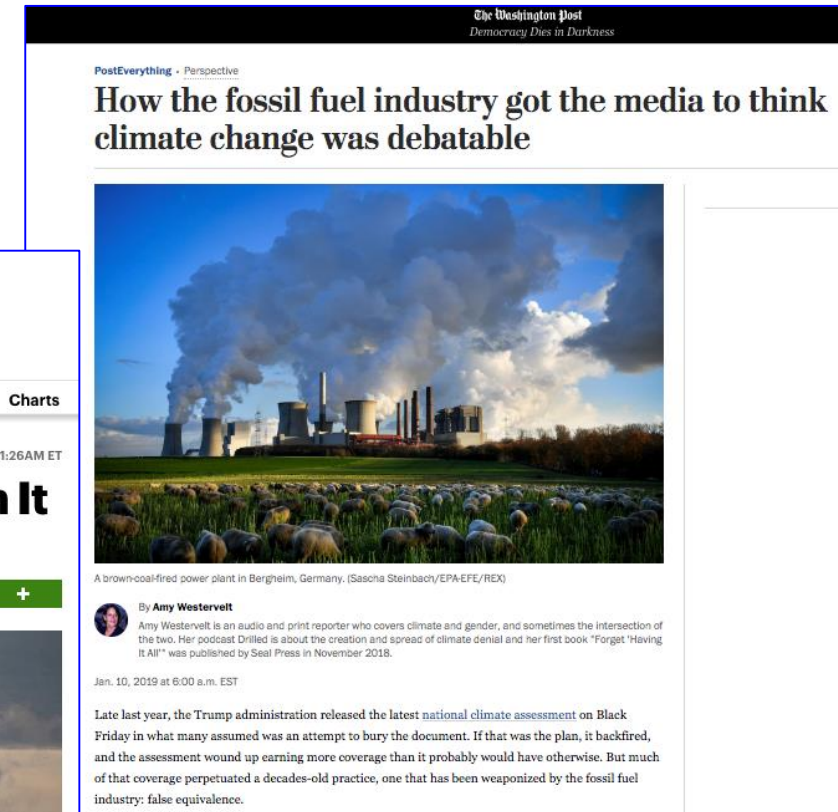 The Washington Post
Democracy Dies in Darkness
PostEverything • Perspective
How the fossil fuel industry got the media to think
climate change was debatable
A brown-coal-fired power plant in Bergheim, Germany. (Sascha Steinbach/EPA-EFE/REX)
By Amy Westervelt
Amy Westervelt is an audio and print reporter who covers climate and gender, and sometimes the intersection of
the two. Her podcast Drilled is about the creation and spread of climate denial and her first book "Forget 'Having
It All'" was published by Seal Press in November 2018.
Jan. 10, 2019 at 6:00 a.m. EST
Late last year, the Trump administration released the latest national climate assessment on Black
Friday in what many assumed was an attempt to bury the document. If that was the plan, it backfired,
and the assessment wound up earning more coverage than it probably would have otherwise. But much
of that coverage perpetuated a decades-old practice, one that has been weaponized by the fossil fuel
industry: false equivalence.
Charts
1:26AM ET
It
+